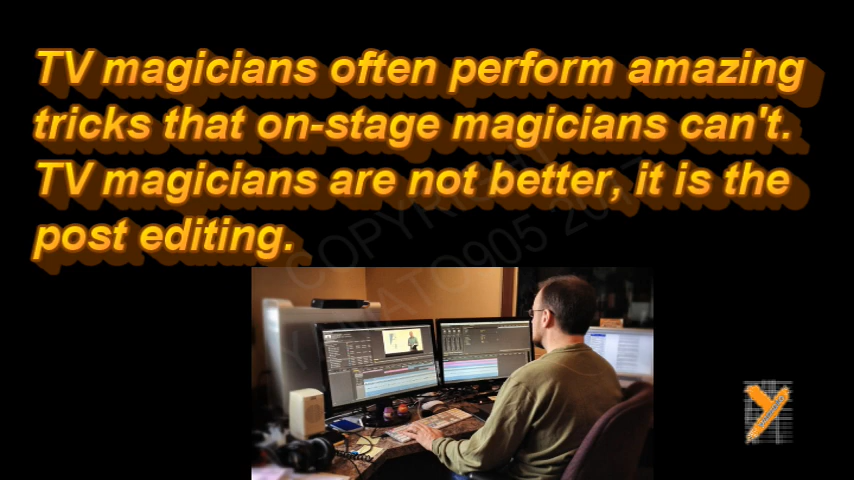 TV magicians often perform amazing
tricks that on-stage magicians can't.
TV magicians are not better, it is the
post editing.